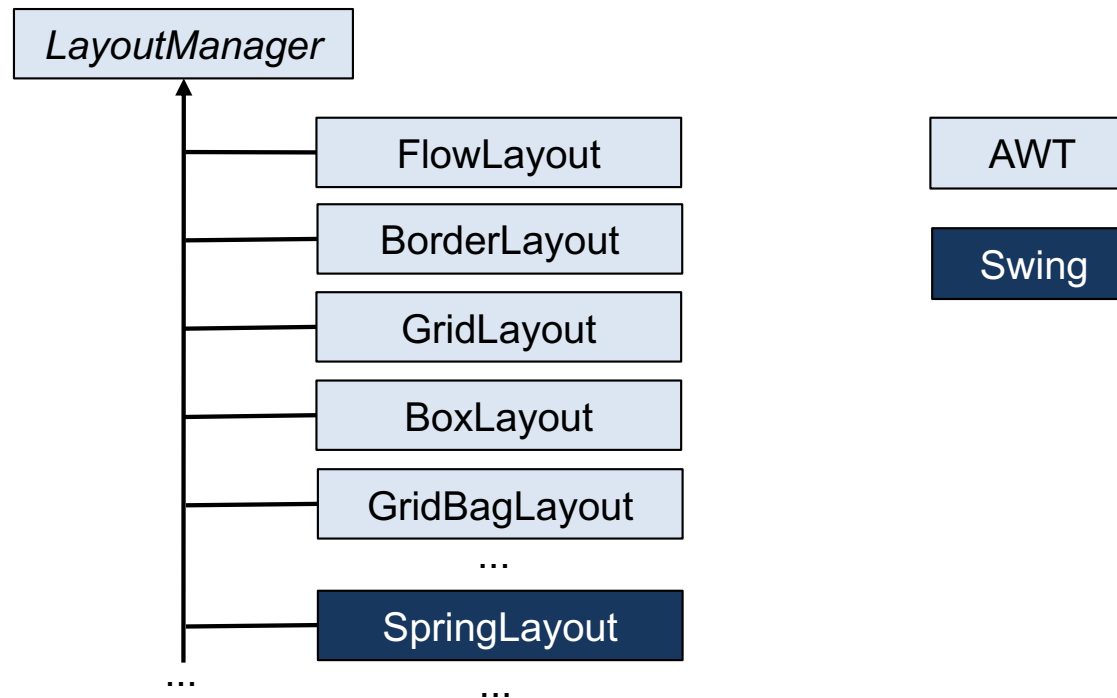 LayoutManager
FlowLayout
AWT
BorderLayout
Swing
GridLayout
BoxLayout
GridBagLayout
...
SpringLayout
...
...